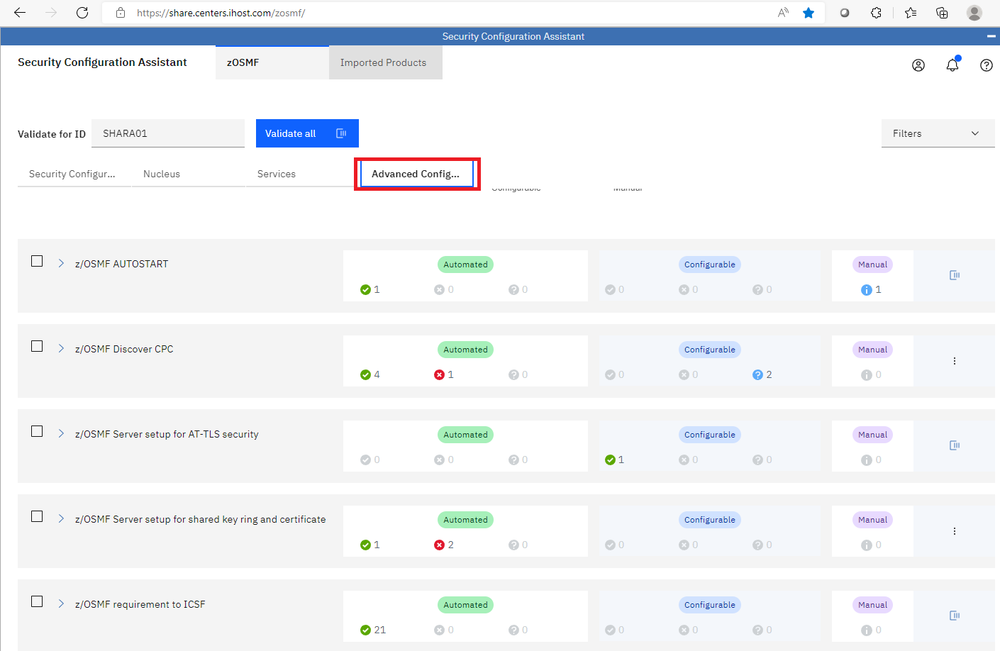 https://share.centers.ihost.com/zosmf/
Security Configuration Assistant
Security Configuration Assistant
zOSMF
Imported Products
Validate for ID
SHARA01
Validate all
Filters
Security Configur...
Nucleus
Services
Advanced Config...
Configurable
Manual
z/OSMF AUTOSTART
Automated
Configurable
Manual
1
0
0
0
0
0
1
z/OSMF Discover CPC
Automated
Configurable
Manual
4
1
0
0
0
2
0
z/OSMF Server setup for AT-TLS security
Automated
Configurable
Manual
0
0
0
1
0
0
0
z/OSMF Server setup for shared key ring and certificate
Automated
Configurable
Manual
1
2
0
0
0
0
0
z/OSMF requirement to ICSF
Automated
Configurable
Manual
21
0
0
0
0
0
0